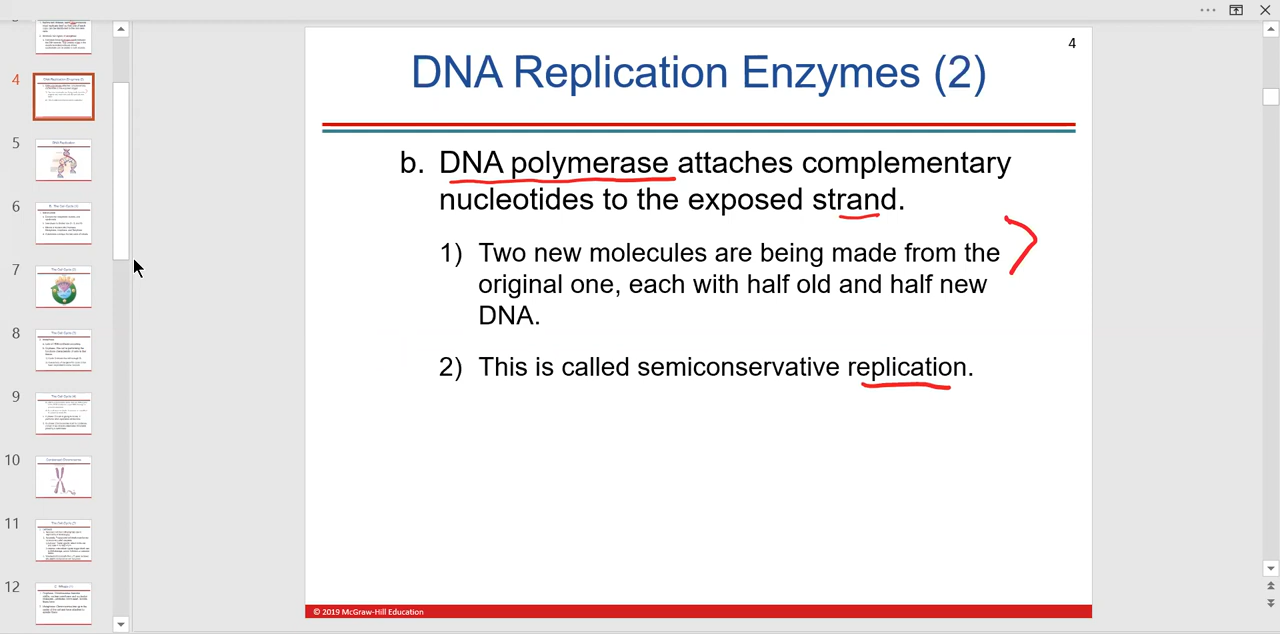 4
DNA Replication Enzymes (2)
b. DNA polymerase attaches complementary
nucleotides to the exposed strand.
1) Two new molecules are being made from the
original one, each with half old and half new
DNA.
2) This is called semiconservative replication.
© 2019 McGraw-Hill Education
4
5
6
7
8
9
10
11
12